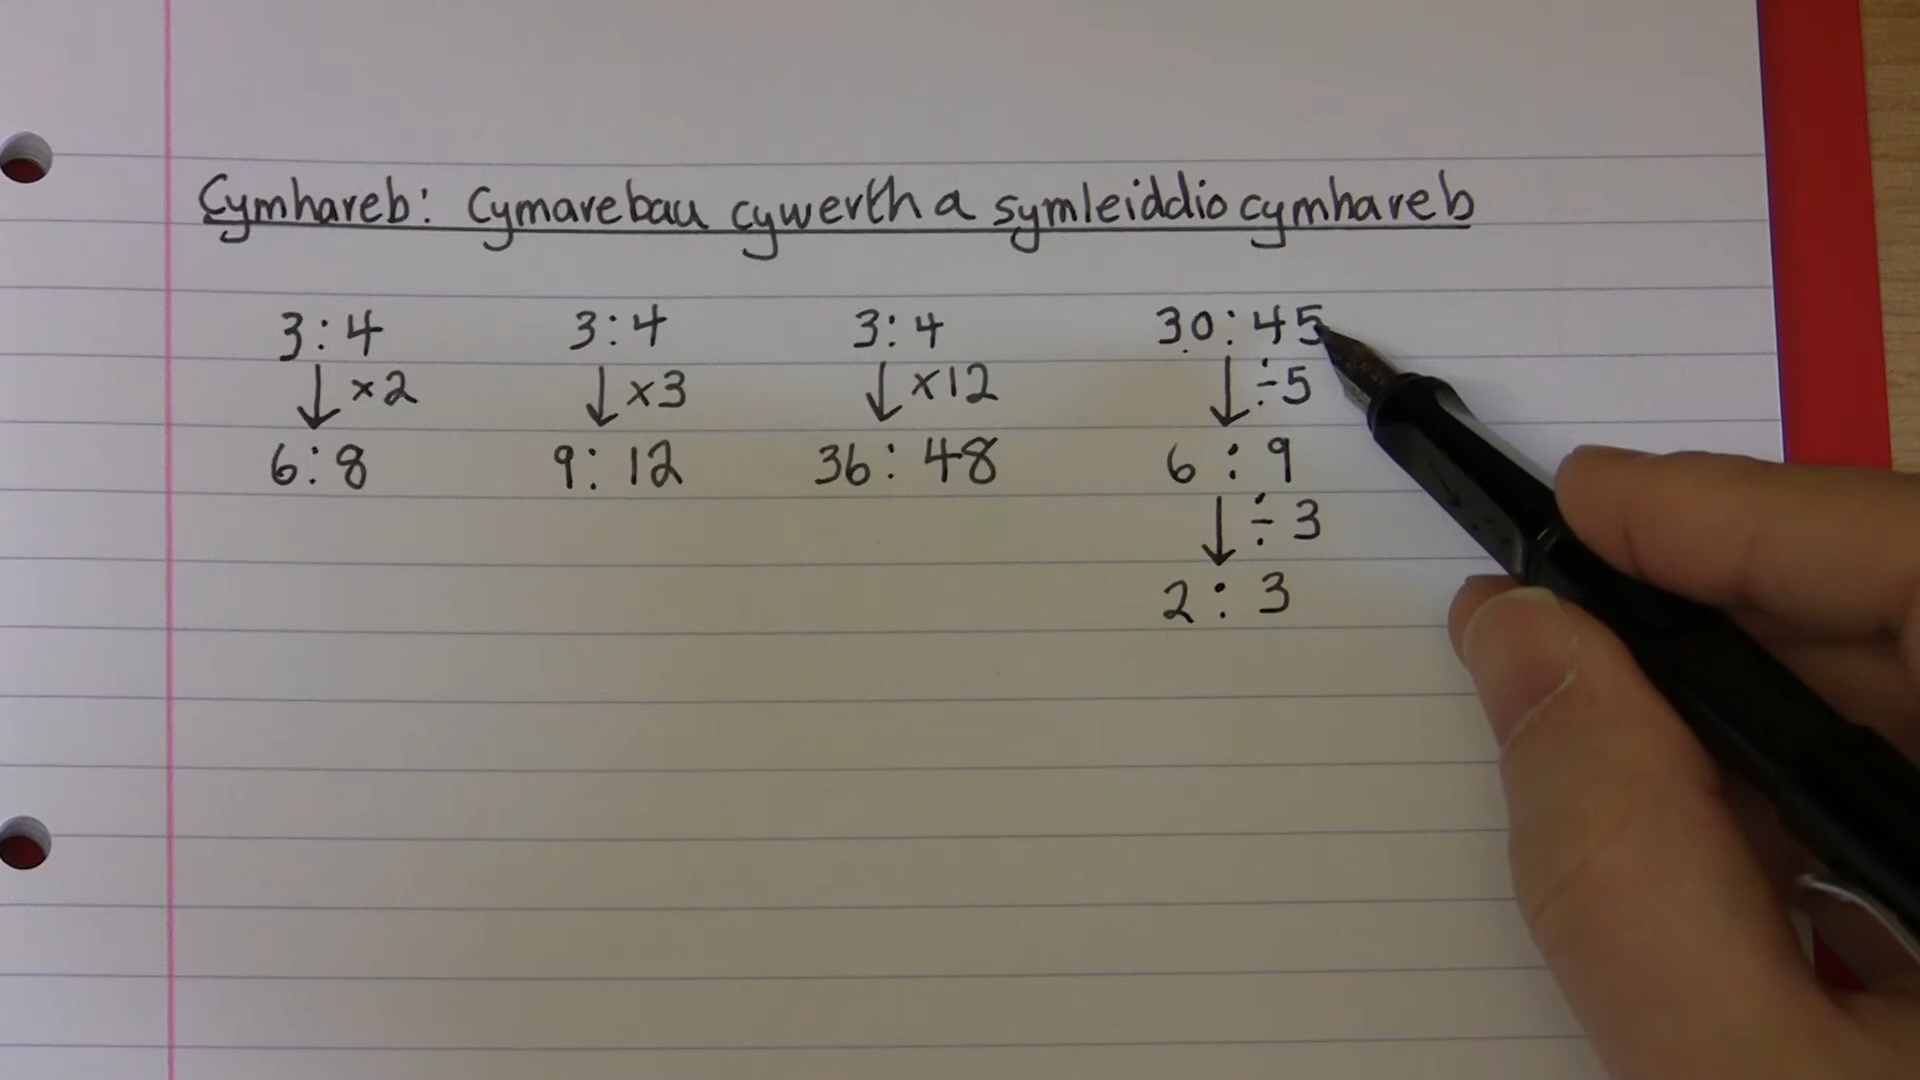 Cymhareb: Cymarebau cywerth a symleiddio cymhareb
3:4 3:4 3:4 30:45
↓ ×2 ↓ ×3 ↓ ×12 ↓ ÷5
6:8 9:12 36:48 6:9
↓ ÷3
2:3